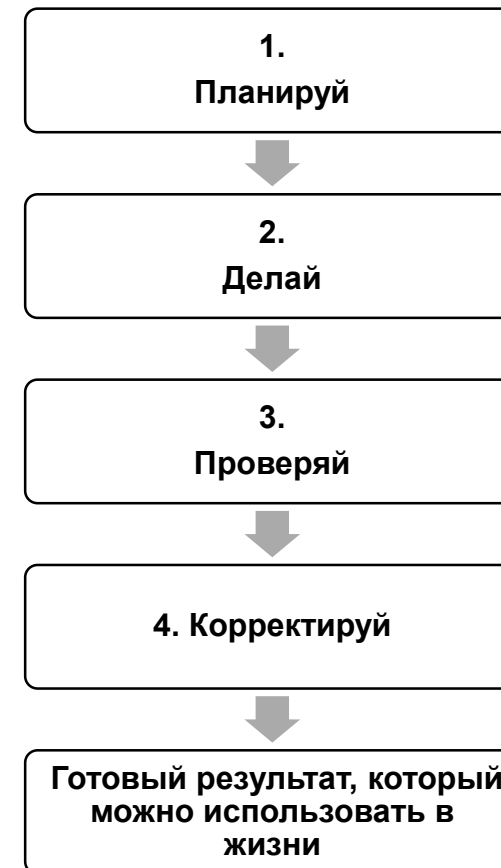 1.
Планируй
2.
Делай
3.
Проверяй
4. Корректируй
Готовый результат, который
можно использовать в
жизни